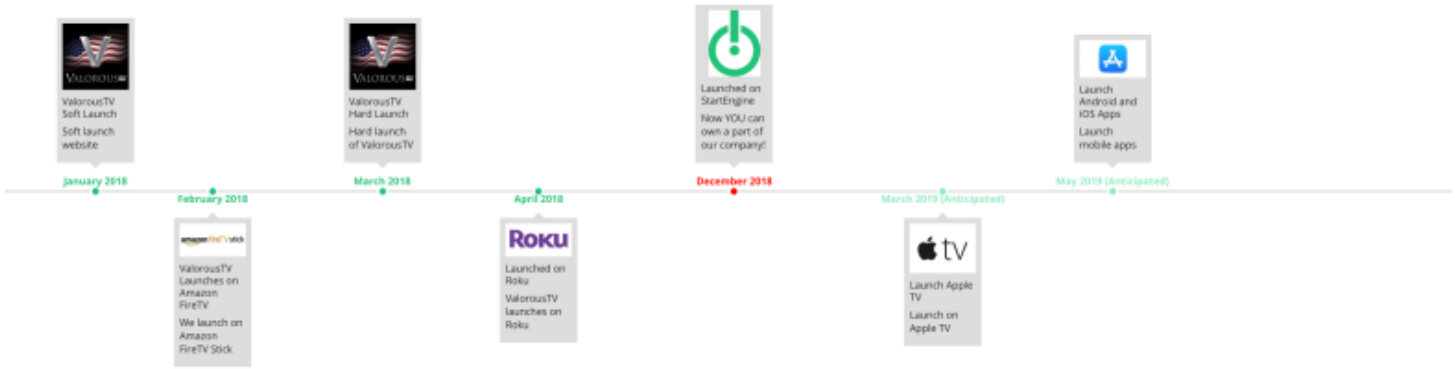 VALOROUS
ValorousTV
Soft Launch
Soft launch
website
January 2018
February 2018
amazon fireTV stick
ValorousTV
Launches on
Amazon
FireTV
We launch on
Amazon
FireTV Stick
VALOROUS
ValorousTV
Hard Launch
Hard launch
of ValorousTV
March 2018
April 2018
ROKU
Launched on
Roku
ValorousTV
launches on
Roku
Launched on
StartEngine
Now YOU can
own a part of
our company!
December 2018
March 2019 (Anticipated)
tv
Launch Apple
TV
Launch on
Apple TV
Launch
Android and
iOS Apps
Launch
mobile apps
May 2019 (Anticipated)